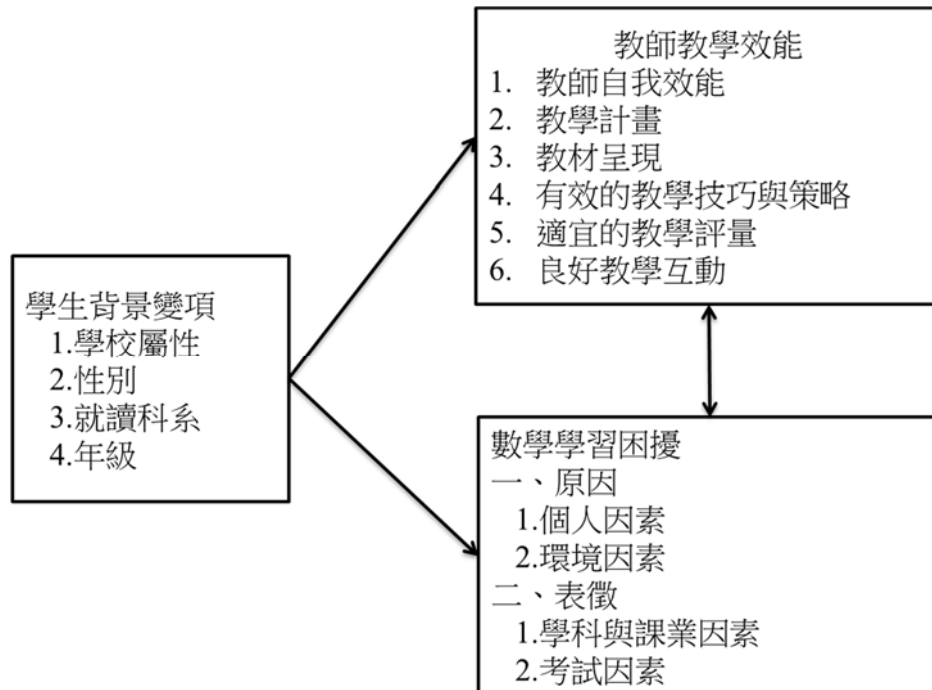 教師教學效能
1. 教師自我效能
2. 教學計畫
3. 教材呈現
4. 有效的教學技巧與策略
5. 適宜的教學評量
6. 良好教學互動
學生背景變項
1.學校屬性
2.性別
3.就讀科系
4.年級
數學學習困擾
一、原因
1.個人因素
2.環境因素
二、表徵
1.學科與課業因素
2.考試因素